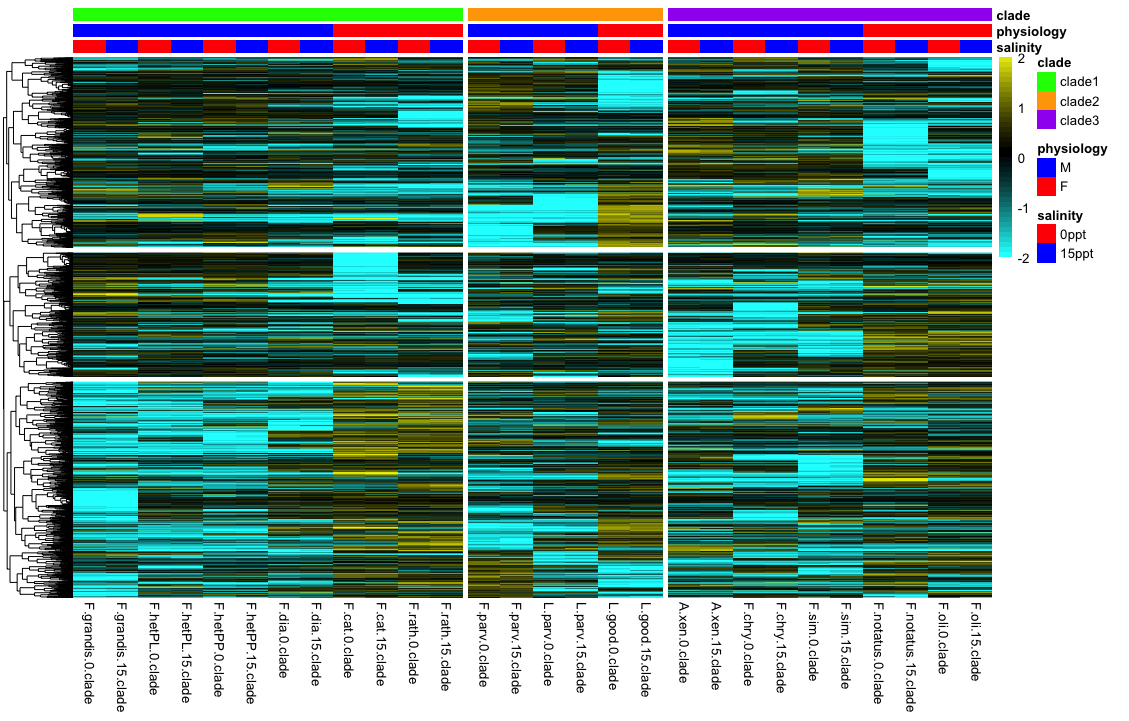 clade
physiology
salinity
2
1
0
-1
-2
clade
clade1
clade2
clade3
physiology
M
F
salinity
0ppt
15ppt
F.grandis.0.clade
F.grandis.15.clade
F.hetPL.0.clade
F.hetPL.15.clade
F.hetPP.0.clade
F.hetPP.15.clade
F.dia.0.clade
F.dia.15.clade
F.cat.0.clade
F.cat.15.clade
F.rath.0.clade
F.rath.15.clade
F.parv.0.clade
F.parv.15.clade
L.parv.0.clade
L.parv.15.clade
L.good.0.clade
L.good.15.clade
A.xen.0.clade
A.xen.15.clade
F.chry.0.clade
F.chry.15.clade
F.sim.0.clade
F.sim.15.clade
F.notatus.0.clade
F.notatus.15.clade
F.oli.0.clade
F.oli.15.clade